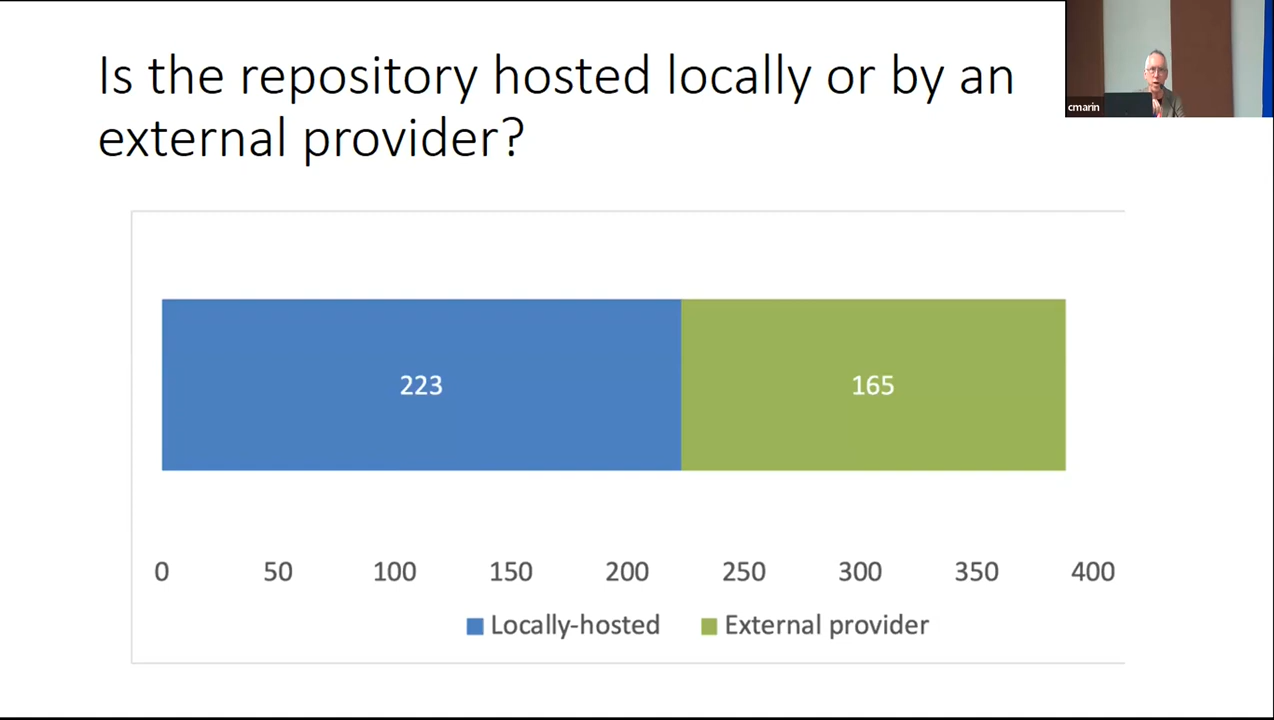 Is the repository hosted locally or by an
external provider?
cmarin
223 165
0 50 100 150 200 250 300 350 400
Locally-hosted External provider